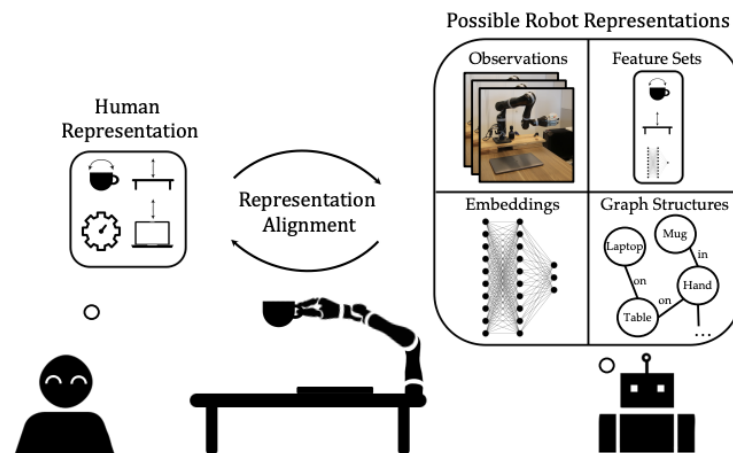 Possible Robot Representations
Observations
Feature Sets
Human
Representation
Representation
Alignment
Embeddings
Graph Structures
Laptop
Mug
in
on
Hand
on
Table
...